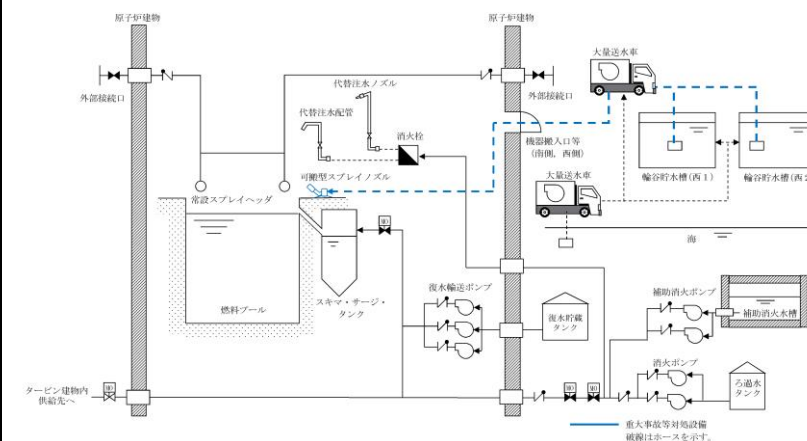 原子炉建物
原子炉建物
大量送水車
外部接続口
代替注水ノズル
外部接続口
代替注水配管
消火栓
機器搬入口等
(南側,西側)
輪谷貯水槽(西1)
輪谷貯水槽(西2
可搬型スプレイノズル
大量送水車
常設スプレイヘッダ
MO
海
燃料プール
スキマ・サージ・
タンク
復水輸送ポンプ
復水貯蔵
タンク
補助消火ポンプ
補助消火水槽
消火ポンプ
ろ過水
タンク
タービン建物内
供給先へ
MO
MO
MO
重大事故等対処設備
破線はホースを示す。